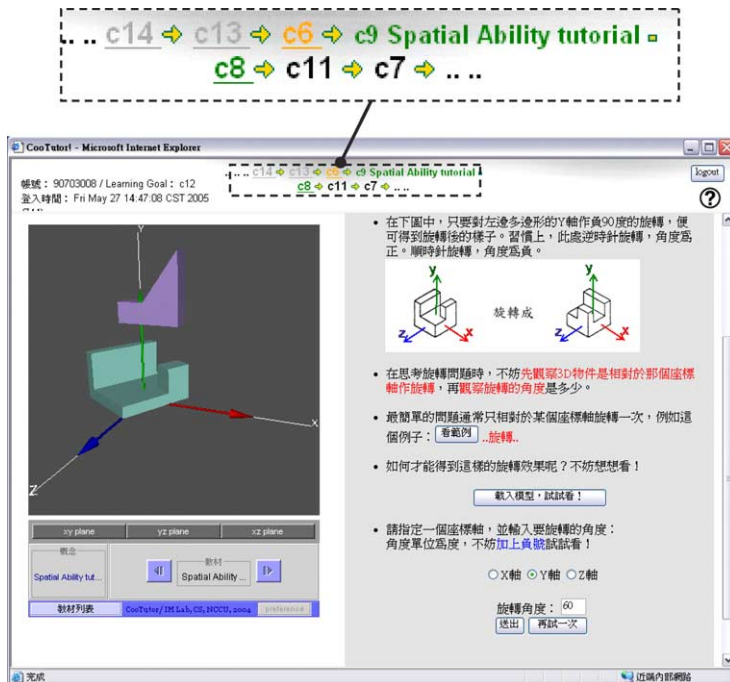 .. .. c14 ➾ c13 ➾ c6 ➾ c9 Spatial Ability tutorial
c8 ➾ c11 ➾ c7 ➾ .. ..
CooTutor! - Microsoft Internet Explorer
帳號：90703008 / Learning Goal：c12
登入時間：Fri May 27 14:47:08 CST 2005
.. .. c14 ➾ c13 ➾ c6 ➾ c9 Spatial Ability tutorial
c8 ➾ c11 ➾ c7 ➾ .. ..
logout
?
Y
X
Z
xy plane
yz plane
xz plane
概念
Spatial Ability tut...
教材
Spatial Ability ...
教材列表
CooTutor/IM Lab,CS,NCCU,2004
preference
• 在下圖中，只要對左邊多邊形的Y軸作負90度的旋轉，便
可得到旋轉後的樣子。習慣上，此處逆時針旋轉，角度為
正。順時針旋轉，角度為負。
y
z
x
旋轉成
y
z
x
• 在思考旋轉問題時，不妨先觀察3D物件是相對於那個座標
軸作旋轉，再觀察旋轉的角度是多少。
• 最簡單的問題通常只相對於某個座標軸旋轉一次，例如這
個例子：看範例 ..旋轉..
• 如何才能得到這樣的旋轉效果呢？不妨想想看！
載入模型，試試看！
• 請指定一個座標軸，並輸入要旋轉的角度：
角度單位為度，不妨加上負號試試看！
X軸 Y軸 Z軸
旋轉角度：60
送出 再試一次
完成
近端內部網路